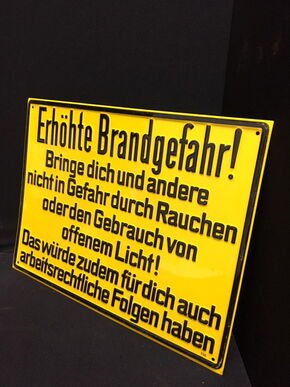 Erhöhte Brandgefahr!
Bringe dich und andere
nicht in Gefahr durch Rauchen
oder den Gebrauch von
offenem Licht!
Das würde zudem für dich auch
arbeitsrechtliche Folgen haben